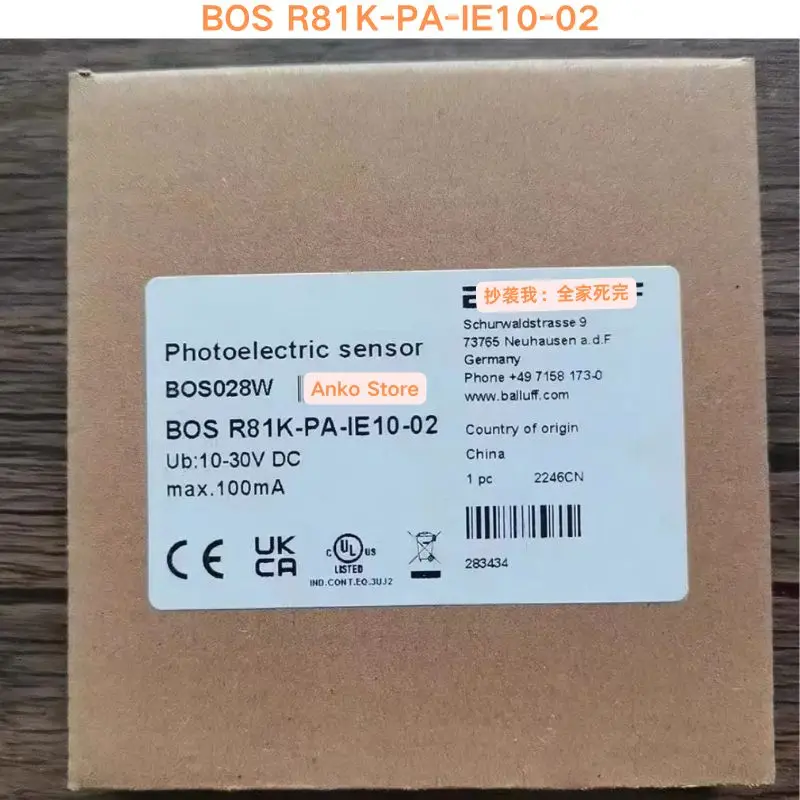 BOS R81K-PA-IE10-02
抄袭我：全家死完
Schurwaldstrasse 9
73765 Neuhausen a.d.F
Germany
Phone +49 7158 173-0
www.balluff.com
Photoelectric sensor
BOS028W
Anko Store
BOS R81K-PA-IE10-02
Ub:10-30V DC
max.100mA
Country of origin
China
1 pc 2246CN
CE
UK
CA
C UL US
LISTED
IND.CONT.EQ.3UJ2
283434